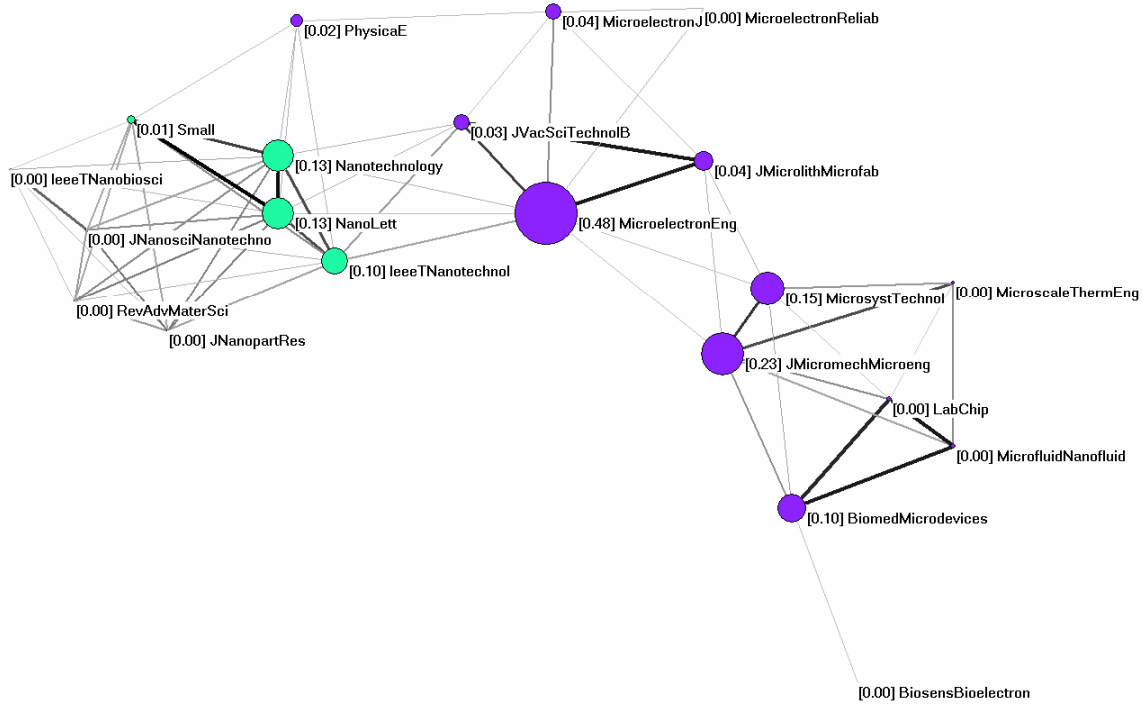 [0.02] PhysicaE
[0.04] MicroelectronJ
[0.00] MicroelectronReliab
[0.01] Small
[0.03] JVacSciTechnolB
[0.13] Nanotechnology
[0.04] JMicrolithMicrofab
[0.00] IeeeTNanobiosci
[0.13] NanoLett
[0.48] MicroelectronEng
[0.00] JNanosciNanotechno
[0.10] IeeeTNanotechnol
[0.00] RevAdvMaterSci
[0.00] JNanopartRes
[0.15] MicrosystTechnol
[0.00] MicroscaleThermEng
[0.23] JMicromechMicroeng
[0.00] LabChip
[0.00] MicrofluidNanofluid
[0.10] BiomedMicrodevices
[0.00] BiosensBioelectron